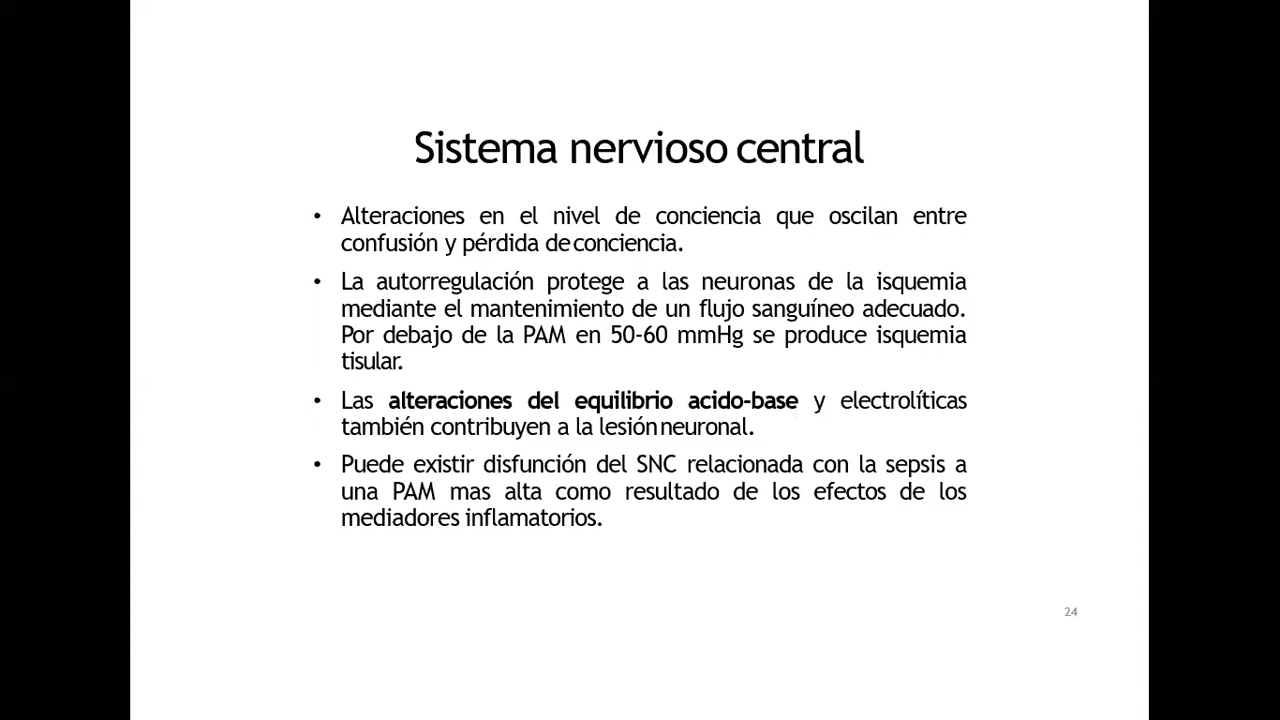 Sistema nervioso central
• Alteraciones en el nivel de conciencia que oscilan entre
confusión y pérdida de conciencia.
• La autorregulación protege a las neuronas de la isquemia
mediante el mantenimiento de un flujo sanguíneo adecuado.
Por debajo de la PAM en 50-60 mmHg se produce isquemia
tisular.
• Las alteraciones del equilibrio acido-base y electrolíticas
también contribuyen a la lesión neuronal.
• Puede existir disfunción del SNC relacionada con la sepsis a
una PAM mas alta como resultado de los efectos de los
mediadores inflamatorios.
24